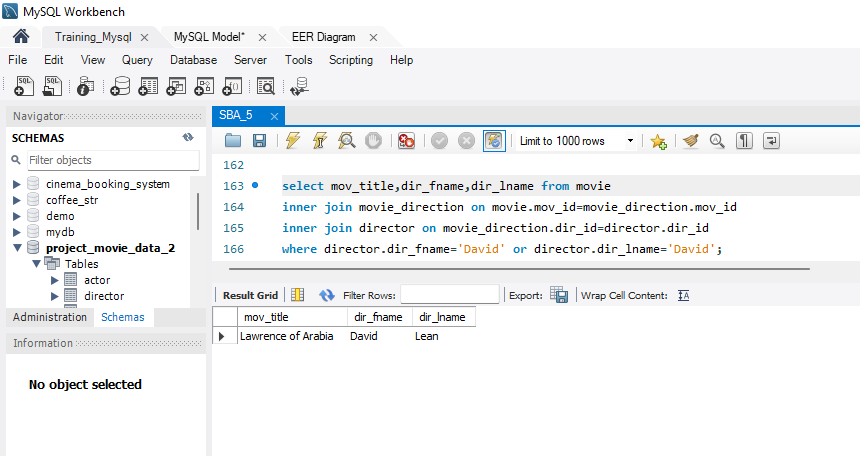 MySQL Workbench
Training_Mysql MySQL Model* EER Diagram
File Edit View Query Database Server Tools Scripting Help
Navigator
SCHEMAS
Filter objects
cinema_booking_system
coffee_str
demo
mydb
project_movie_data_2
Tables
actor
director
Administration Schemas
Information
No object selected
SBA_5
Limit to 1000 rows
162
163 select mov_title,dir_fname,dir_lname from movie
164 inner join movie_direction on movie.mov_id=movie_direction.mov_id
165 inner join director on movie_direction.dir_id=director.dir_id
166 where director.dir_fname='David' or director.dir_lname='David';
Result Grid Filter Rows: Export: Wrap Cell Content: IA
mov_title dir_fname dir_lname
Lawrence of Arabia David Lean